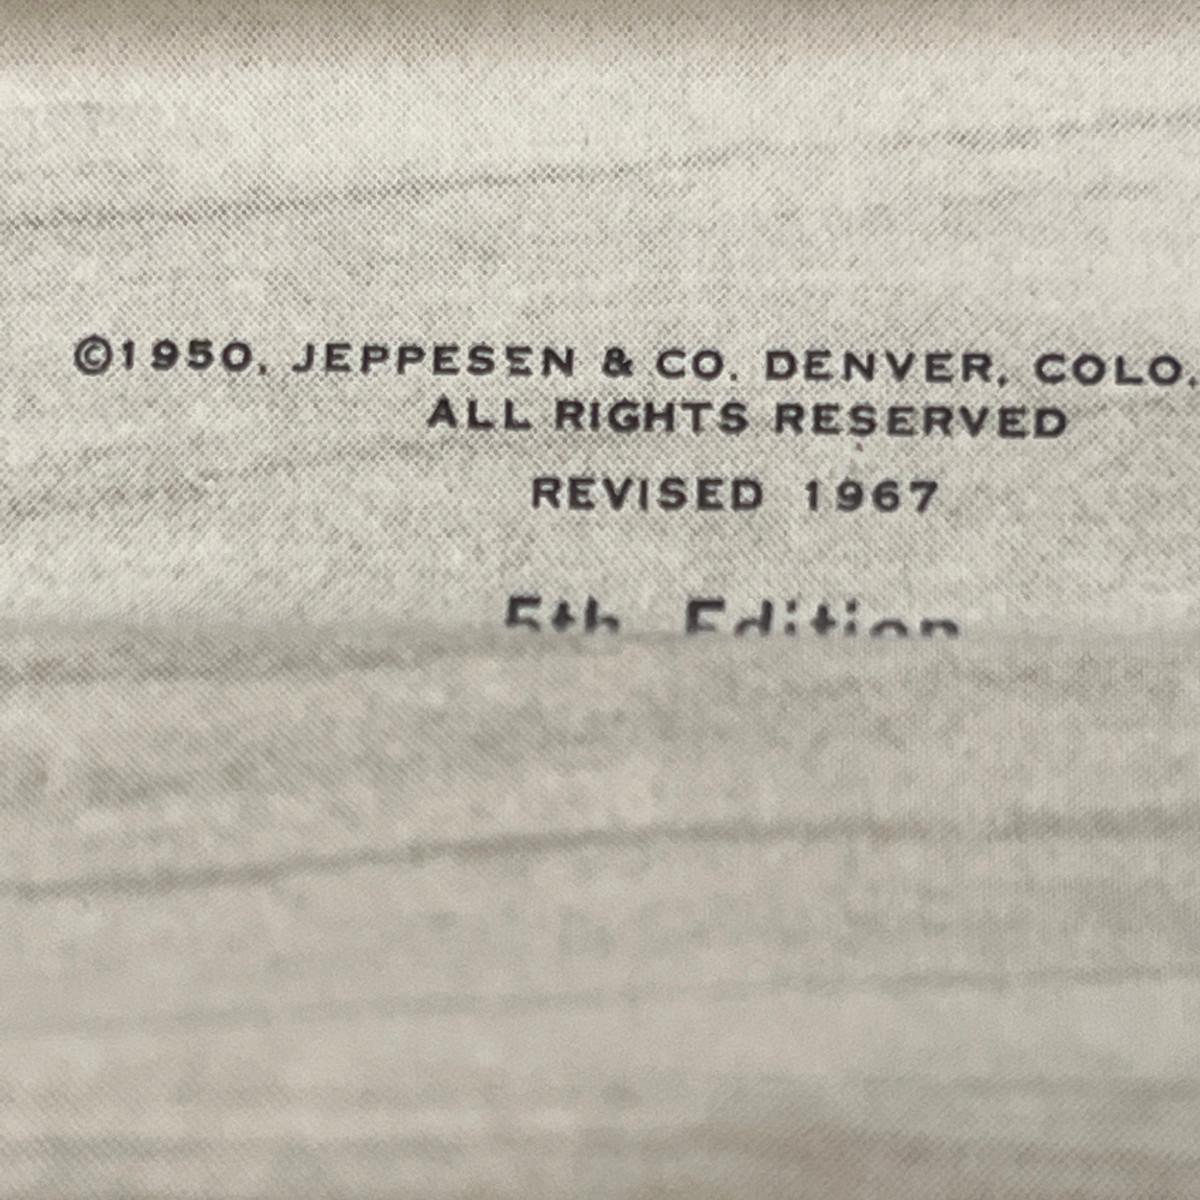 ©1950, JEPPESEN & CO. DENVER, COLO.
ALL RIGHTS RESERVED
REVISED 1967
5th Edition